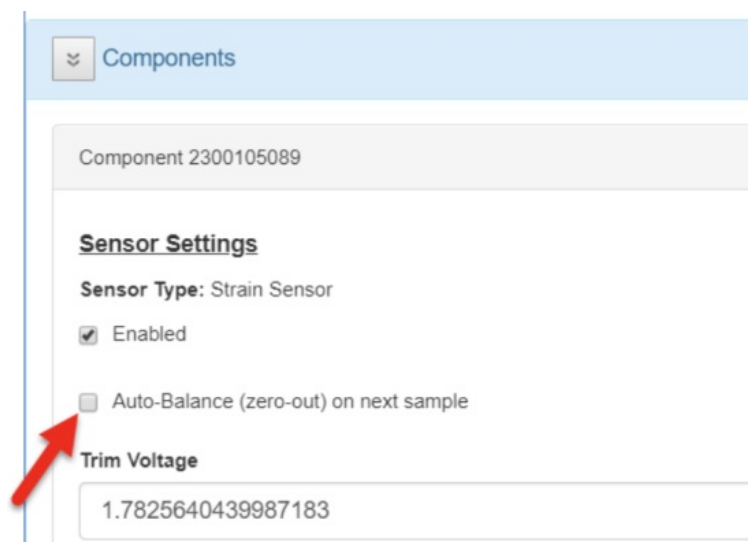 Components
Component 2300105089
Sensor Settings
Sensor Type: Strain Sensor
Enabled
Auto-Balance (zero-out) on next sample
Trim Voltage
1.7825640439987183